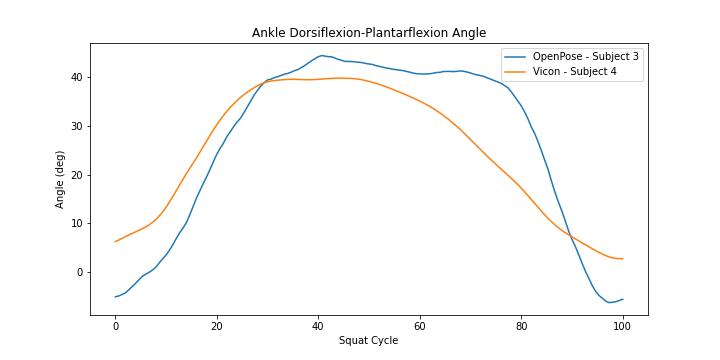 Ankle Dorsiflexion-Plantarflexion Angle
OpenPose - Subject 3
Vicon - Subject 4
Angle (deg)
40
30
20
10
0
0 20 40 60 80 100
Squat Cycle